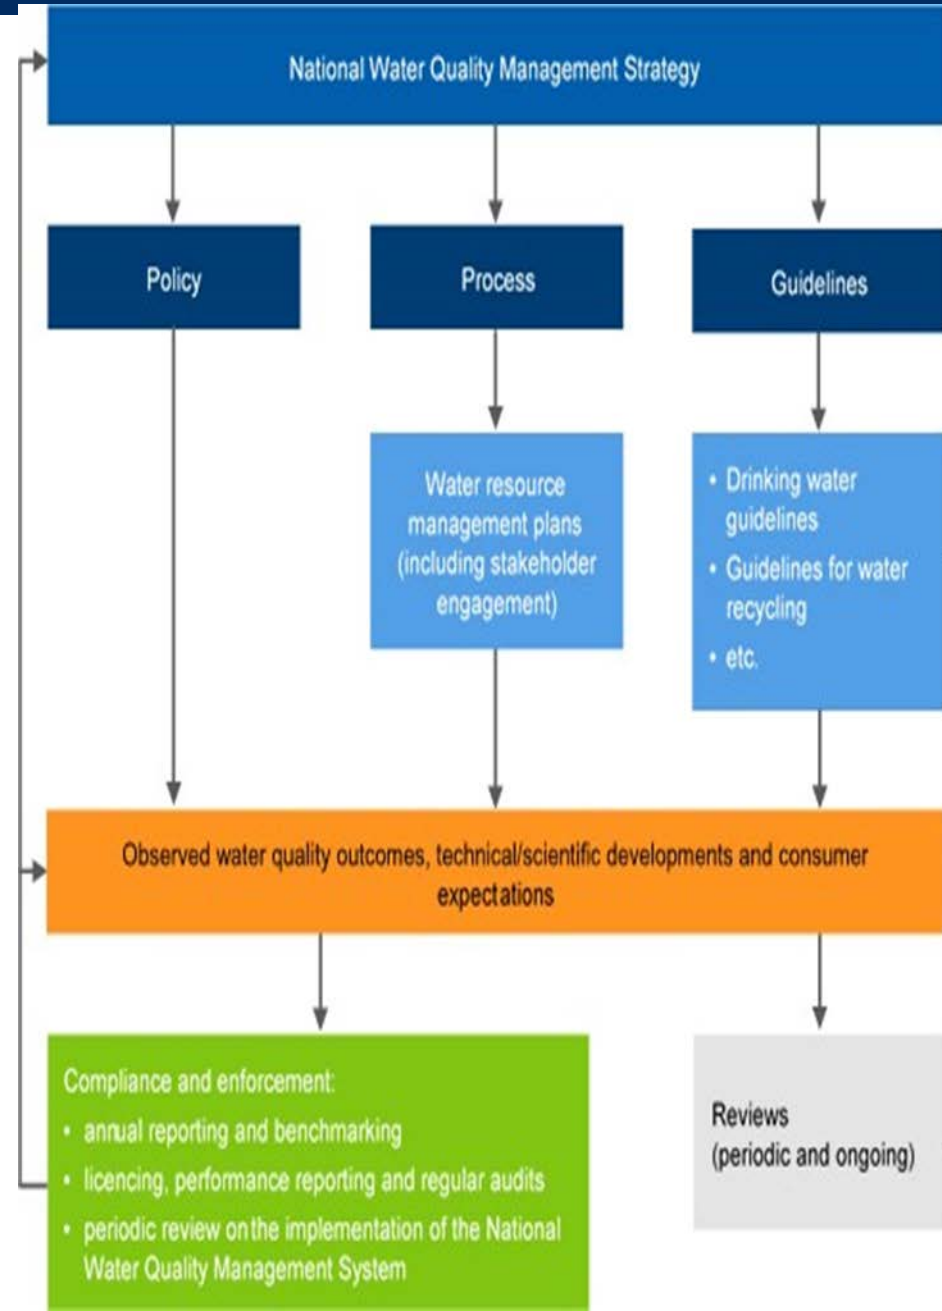 National Water Quality Management Strategy
Policy
Process
Guidelines
Water resource
management plans
(including stakeholder
engagement)
• Drinking water
guidelines
• Guidelines for water
recycling
• etc.
Observed water quality outcomes, technical/scientific developments and consumer
expectations
Compliance and enforcement:
• annual reporting and benchmarking
• licencing, performance reporting and regular audits
• periodic review on the implementation of the National
Water Quality Management System
Reviews
(periodic and ongoing)